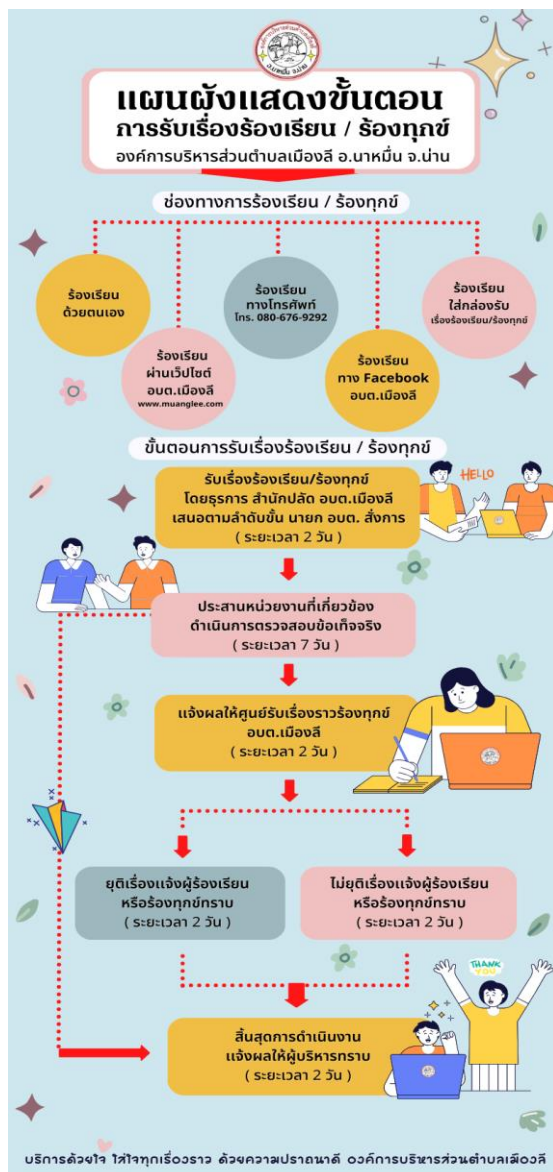 แผนผังแสดงขั้นตอน
การรับเรื่องร้องเรียน / ร้องทุกข์
องค์การบริหารส่วนตำบลเมืองลี อ.นาหมื่น จ.น่าน
ช่องทางการร้องเรียน / ร้องทุกข์
ร้องเรียน
ด้วยตนเอง
ร้องเรียน
ผ่านเว็ปไซต์
อบต.เมืองลี
www.muanglee.com
ร้องเรียน
ทางโทรศัพท์
โทร. 080-676-9292
ร้องเรียน
ทาง Facebook
อบต.เมืองลี
ร้องเรียน
ใส่กล่องรับ
เรื่องร้องเรียน/ร้องทุกข์
ขั้นตอนการรับเรื่องร้องเรียน / ร้องทุกข์
รับเรื่องร้องเรียน/ร้องทุกข์
โดยธุรการ สำนักปลัด อบต.เมืองลี
เสนอตามลำดับขั้น นายก อบต. สั่งการ
( ระยะเวลา 2 วัน )
HELLO
ประสานหน่วยงานที่เกี่ยวข้อง
ดำเนินการตรวจสอบข้อเท็จจริง
( ระยะเวลา 7 วัน )
แจ้งผลให้ศูนย์รับเรื่องราวร้องทุกข์
อบต.เมืองลี
( ระยะเวลา 2 วัน )
ยุติเรื่องแจ้งผู้ร้องเรียน
หรือร้องทุกข์ทราบ
( ระยะเวลา 2 วัน )
ไม่ยุติเรื่องแจ้งผู้ร้องเรียน
หรือร้องทุกข์ทราบ
( ระยะเวลา 2 วัน )
THANK
YOU
สิ้นสุดการดำเนินงาน
แจ้งผลให้ผู้บริหารทราบ
( ระยะเวลา 2 วัน )
บริการด้วยใจ ใส่ใจทุกเรื่องราว ด้วยความปราถนาดี องค์การบริหารส่วนตำบลเมืองลี